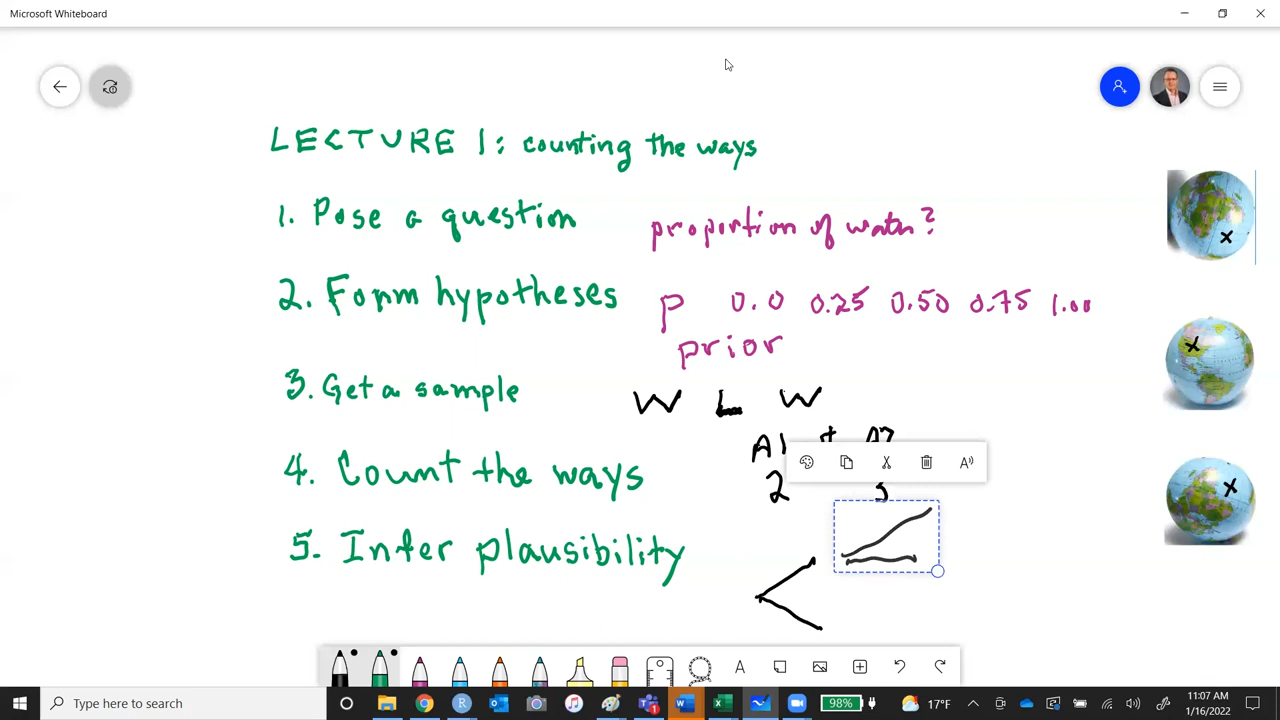 Microsoft Whiteboard
LECTURE 1: counting the ways
1. Pose a question
proportion of water?
2. Form hypotheses
p 0.0 0.25 0.50 0.75 1.00
prior
3. Get a sample
W L W
A1
4. Count the ways
2
5. Infer plausibility
Type here to search
98%
17°F
11:07 AM
1/16/2022